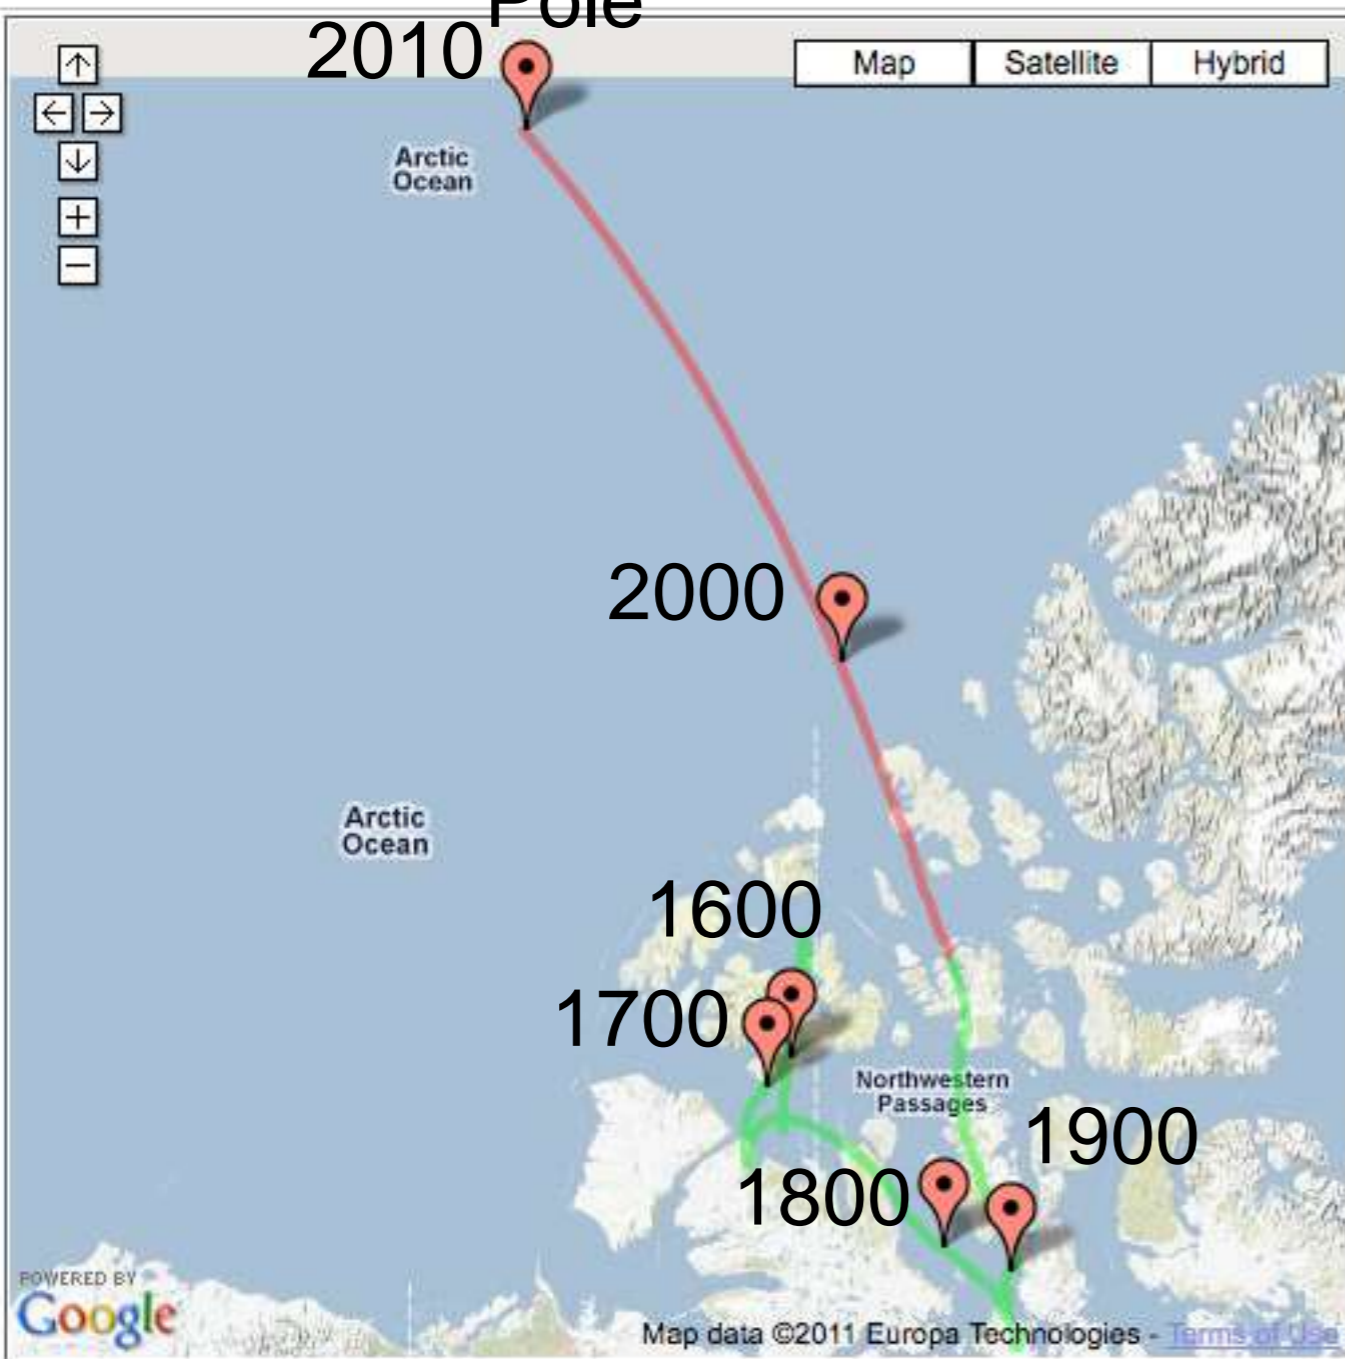 Pole
2010
Map
Satellite
Hybrid
Arctic
Ocean
2000
Arctic
Ocean
1600
1700
Northwestern
Passages
1900
1800
POWERED BY
Google
Map data ©2011 Europa Technologies - Terms of Use